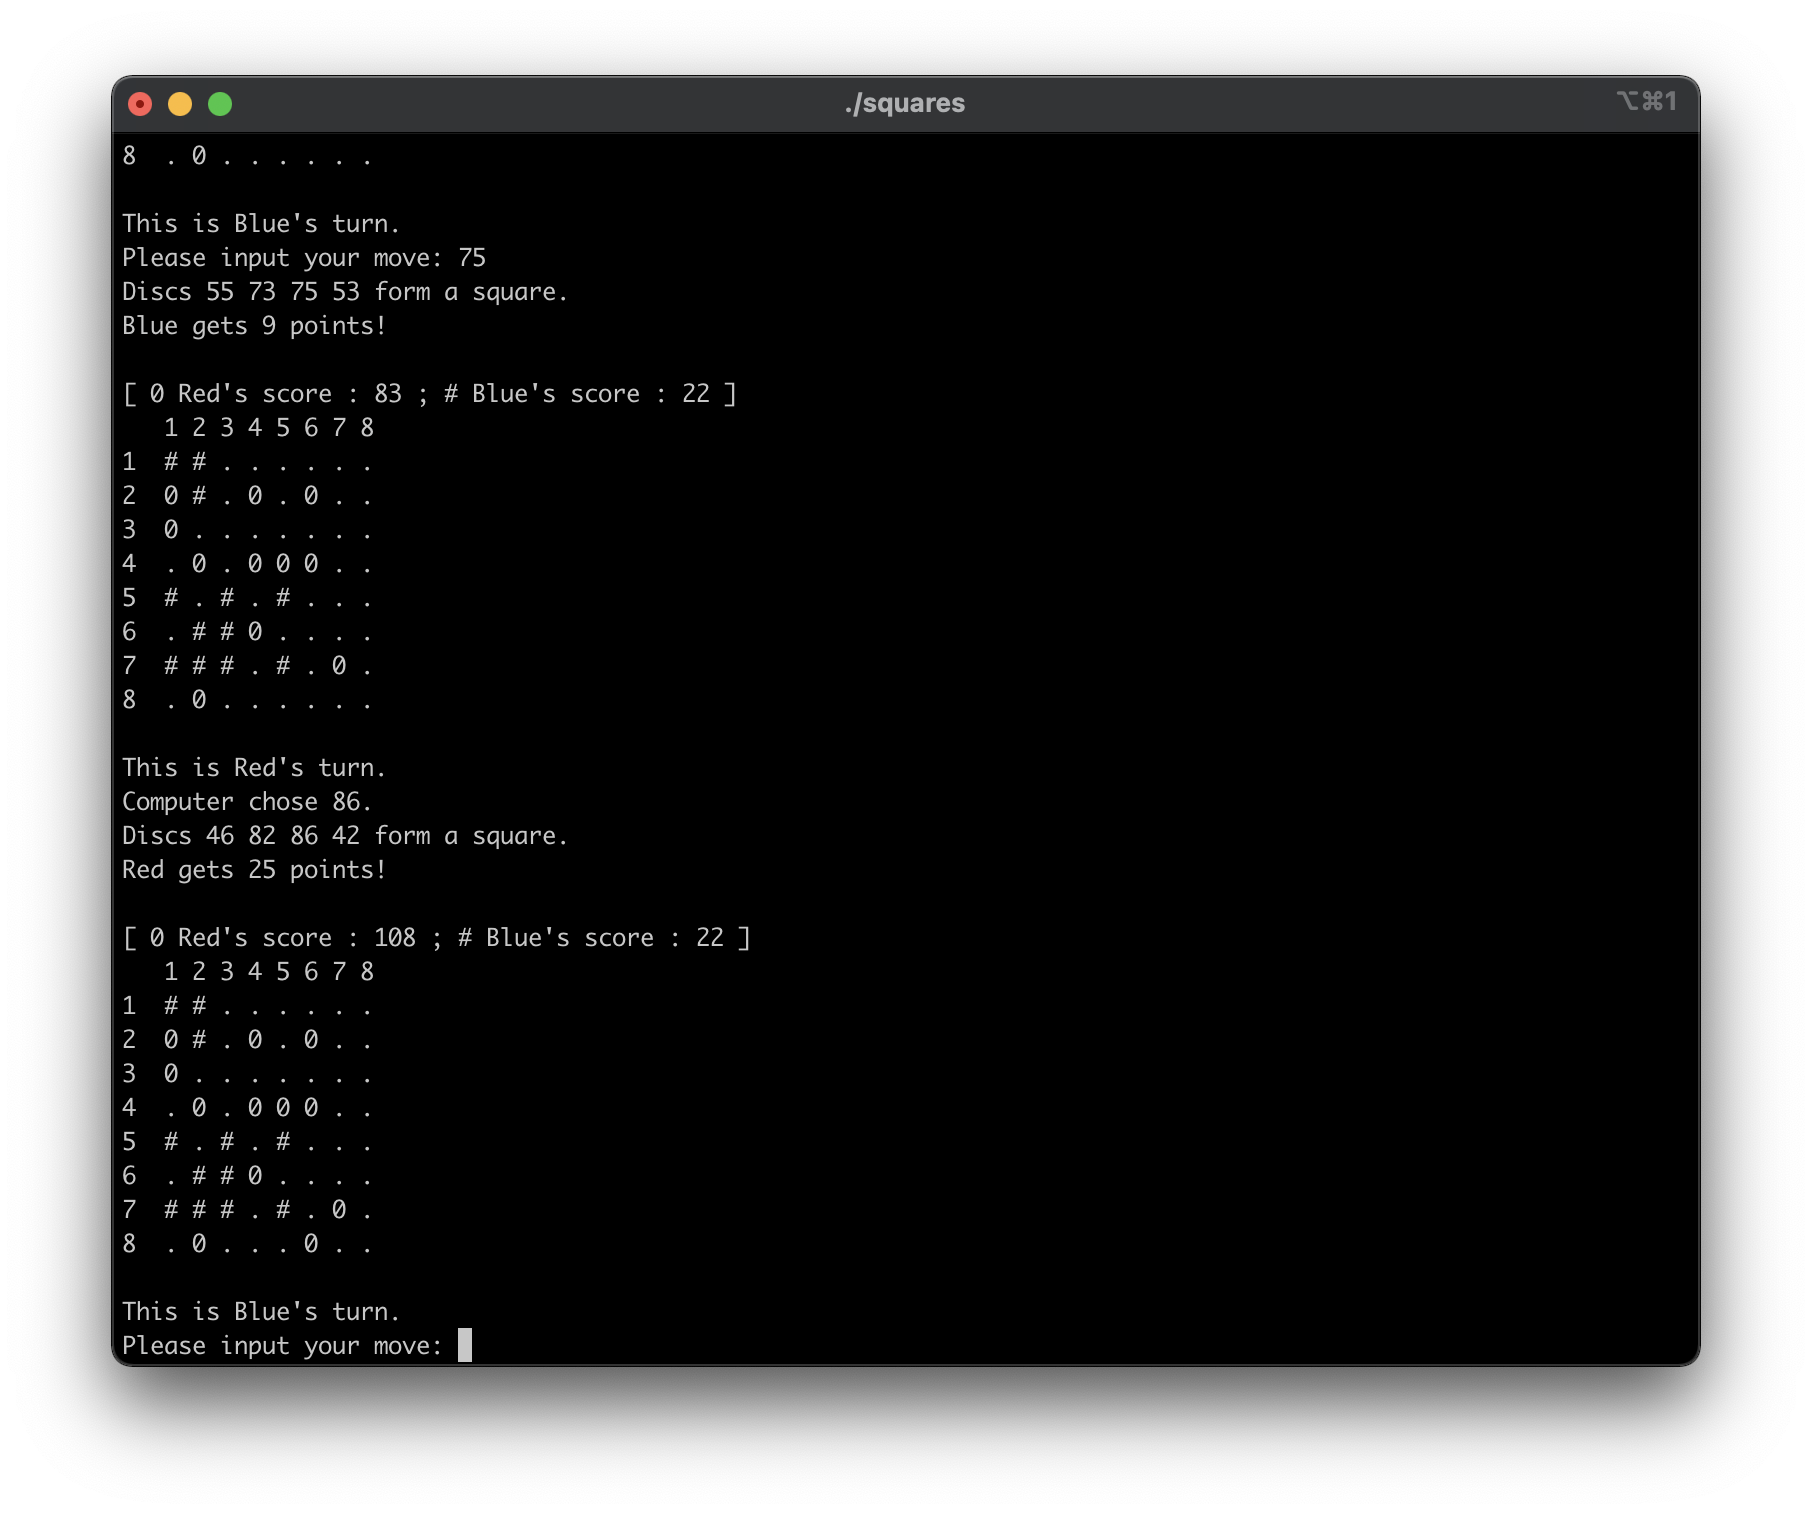 ./squares
⌥⌘1
8  . 0 . . . . . .
This is Blue's turn.
Please input your move: 75
Discs 55 73 75 53 form a square.
Blue gets 9 points!
[ 0 Red's score : 83 ; # Blue's score : 22 ]
   1 2 3 4 5 6 7 8
1  # # . . . . . .
2  0 # . 0 . 0 . .
3  0 . . . . . . .
4  . 0 . 0 0 0 . .
5  # . # . # . . .
6  . # # 0 . . . .
7  # # # . # . 0 .
8  . 0 . . . . . .
This is Red's turn.
Computer chose 86.
Discs 46 82 86 42 form a square.
Red gets 25 points!
[ 0 Red's score : 108 ; # Blue's score : 22 ]
   1 2 3 4 5 6 7 8
1  # # . . . . . .
2  0 # . 0 . 0 . .
3  0 . . . . . . .
4  . 0 . 0 0 0 . .
5  # . # . # . . .
6  . # # 0 . . . .
7  # # # . # . 0 .
8  . 0 . . . 0 . .
This is Blue's turn.
Please input your move: